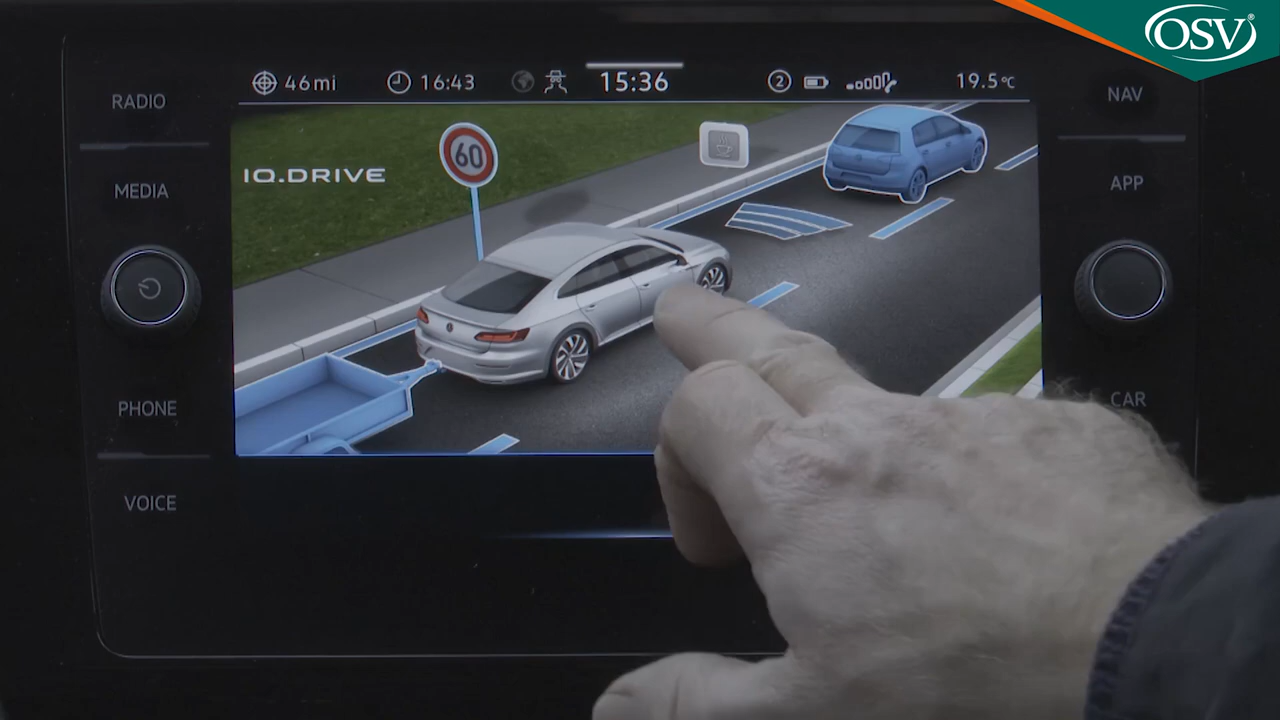 OSV®
46mi
16:43
15:36
2
19.5°C
RADIO
MEDIA
PHONE
VOICE
NAV
APP
CAR
IQ.DRIVE
60